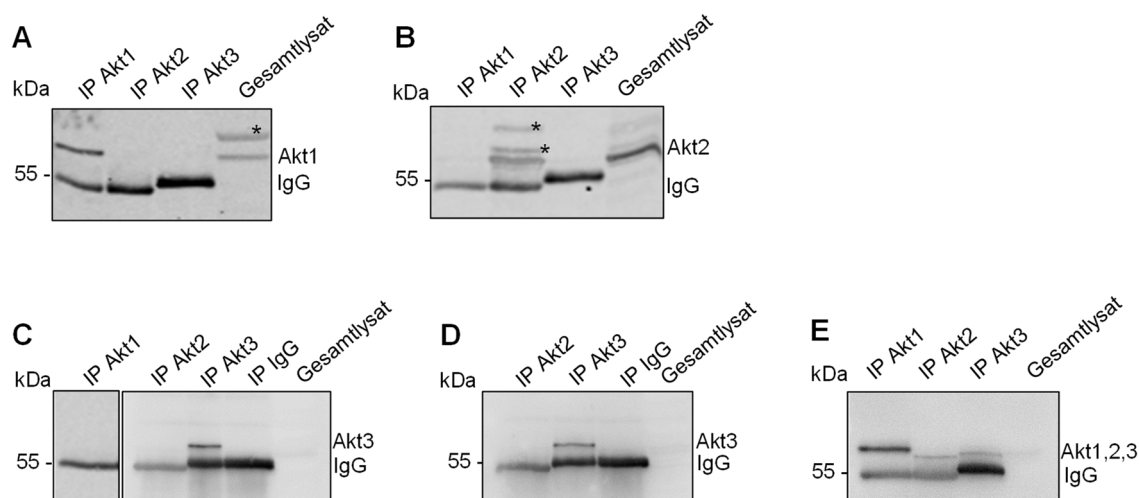 A
kDa
IP Akt1
IP Akt2
IP Akt3
Gesamtlysat
*
Akt1
55 -
IgG
B
kDa
IP Akt1
IP Akt2
IP Akt3
Gesamtlysat
*
*
Akt2
55 -
IgG
C
kDa
IP Akt1
IP Akt2
IP Akt3
IP IgG
Gesamtlysat
Akt3
55 -
IgG
D
kDa
IP Akt2
IP Akt3
IP IgG
Gesamtlysat
Akt3
55 -
IgG
E
kDa
IP Akt1
IP Akt2
IP Akt3
Gesamtlysat
Akt1,2,3
55 -
IgG